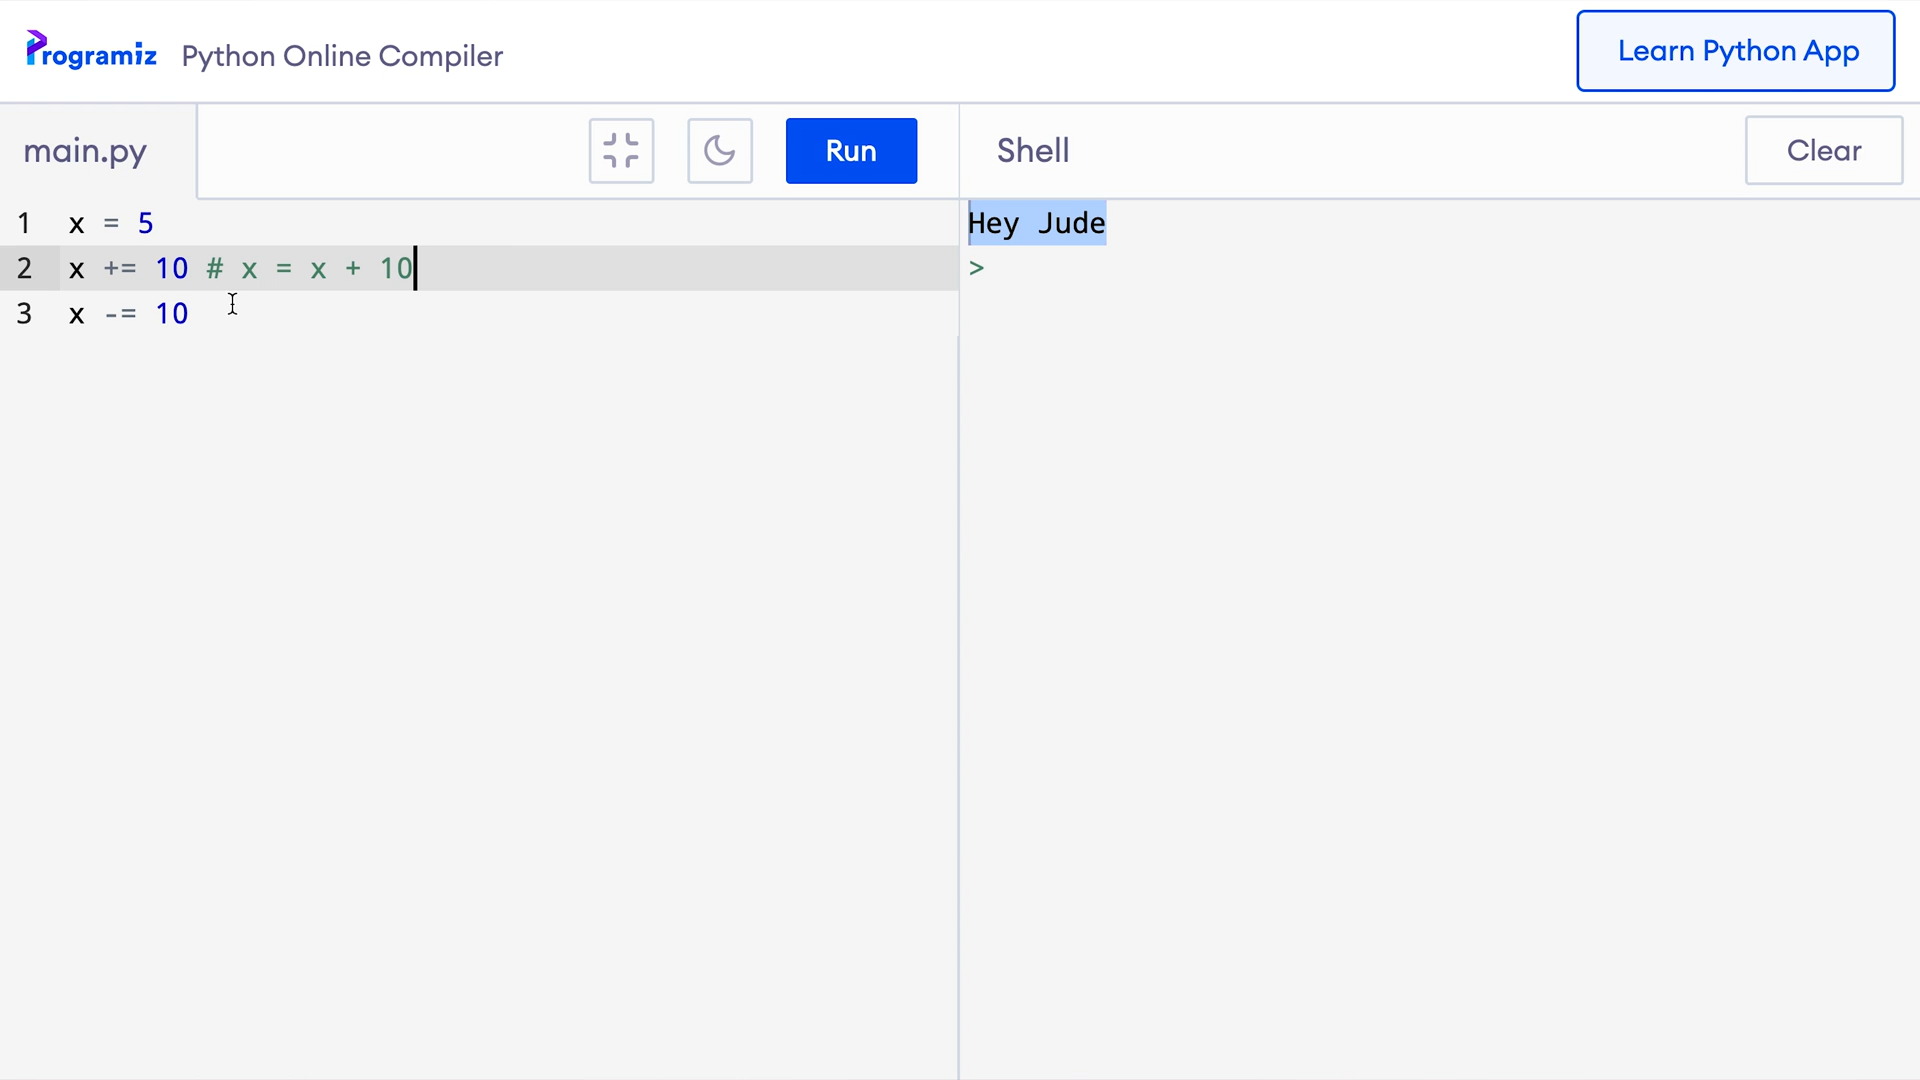 Programiz Python Online Compiler
Learn Python App
main.py
Run
Shell
Clear
1 x = 5
2 x += 10 # x = x + 10
3 x -= 10
Hey Jude
>